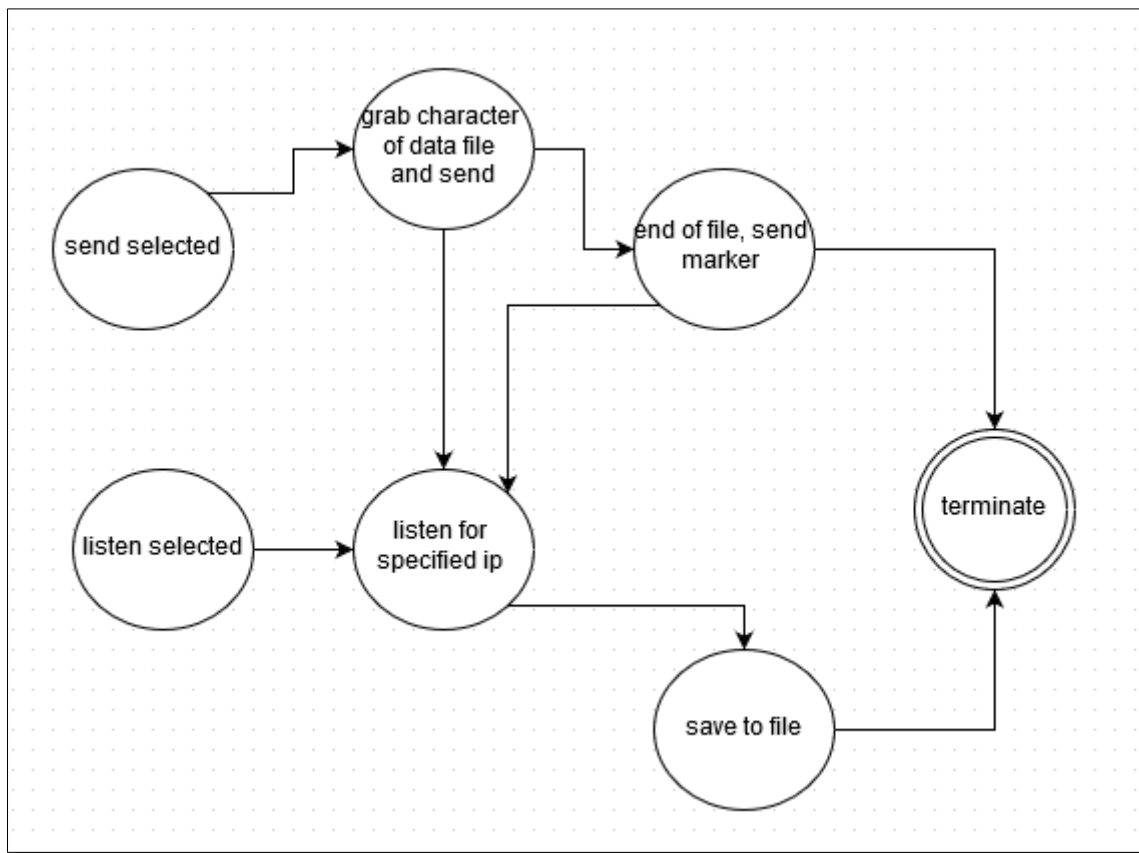 grab character
of data file
and send
send selected
end of file, send
marker
listen selected
listen for
specified ip
terminate
save to file